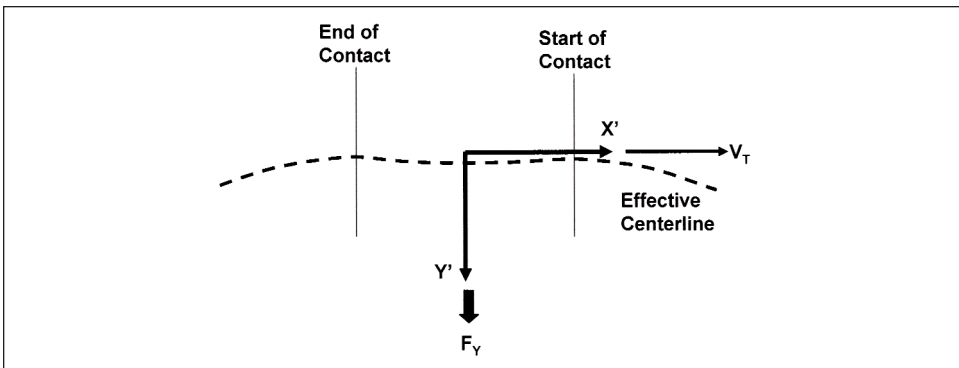 End of
Contact
Start of
Contact
X'
V_T
Effective
Centerline
Y'
F_Y